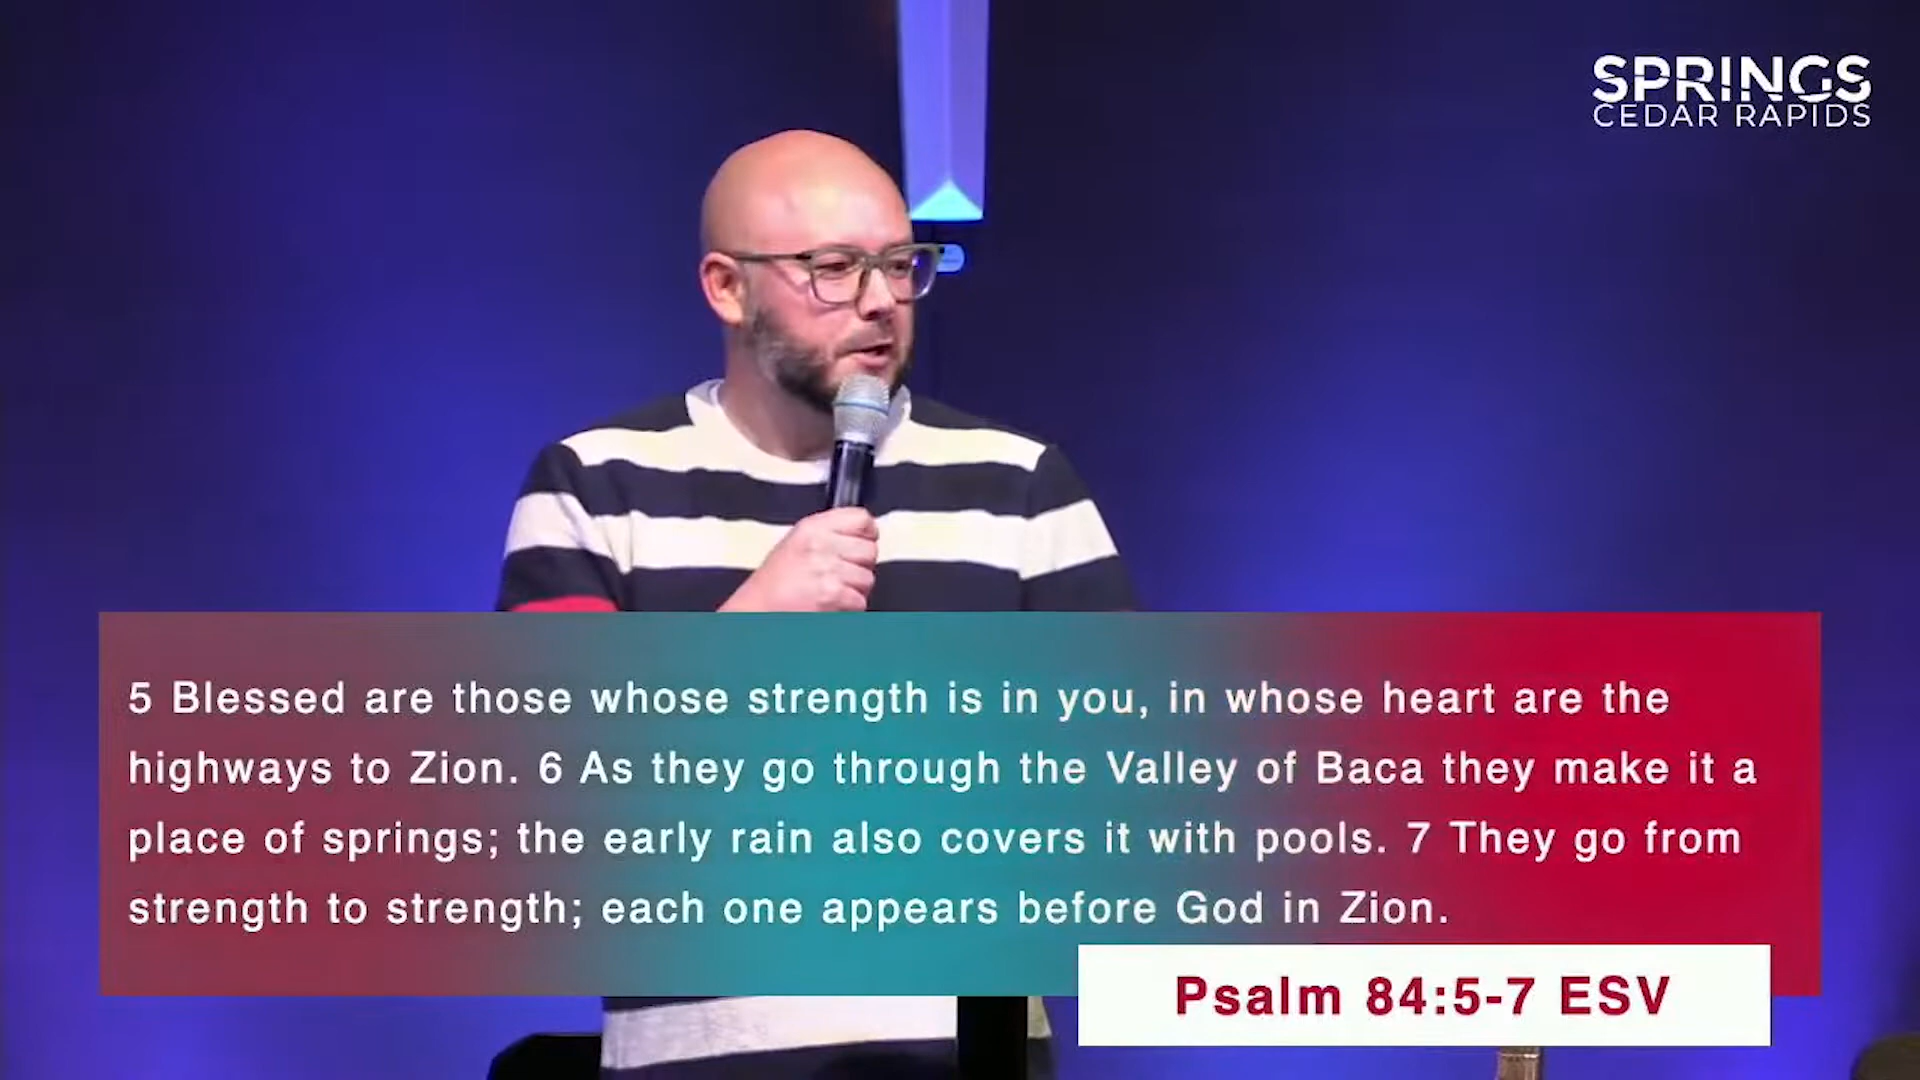 SPRINGS
CEDAR RAPIDS
5 Blessed are those whose strength is in you, in whose heart are the
highways to Zion. 6 As they go through the Valley of Baca they make it a
place of springs; the early rain also covers it with pools. 7 They go from
strength to strength; each one appears before God in Zion.
Psalm 84:5-7 ESV